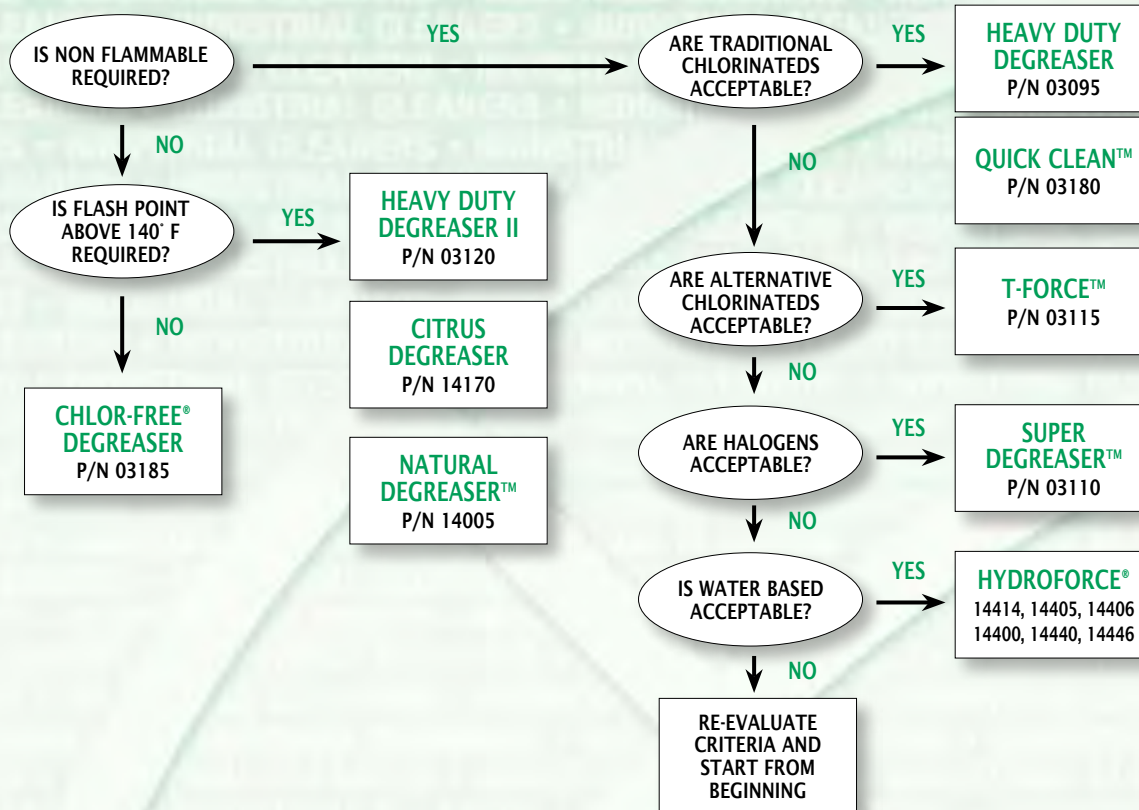 IS NON FLAMMABLE
REQUIRED?
YES
ARE TRADITIONAL
CHLORINATEDS
ACCEPTABLE?
YES
HEAVY DUTY
DEGREASER
P/N 03095
QUICK CLEAN™
P/N 03180
NO
NO
IS FLASH POINT
ABOVE 140° F
REQUIRED?
YES
HEAVY DUTY
DEGREASER II
P/N 03120
CITRUS
DEGREASER
P/N 14170
NATURAL
DEGREASER™
P/N 14005
NO
CHLOR-FREE®
DEGREASER
P/N 03185
ARE ALTERNATIVE
CHLORINATEDS
ACCEPTABLE?
YES
T-FORCE™
P/N 03115
NO
ARE HALOGENS
ACCEPTABLE?
YES
SUPER
DEGREASER™
P/N 03110
NO
IS WATER BASED
ACCEPTABLE?
YES
HYDROFORCE®
14414, 14405, 14406
14400, 14440, 14446
NO
RE-EVALUATE
CRITERIA AND
START FROM
BEGINNING